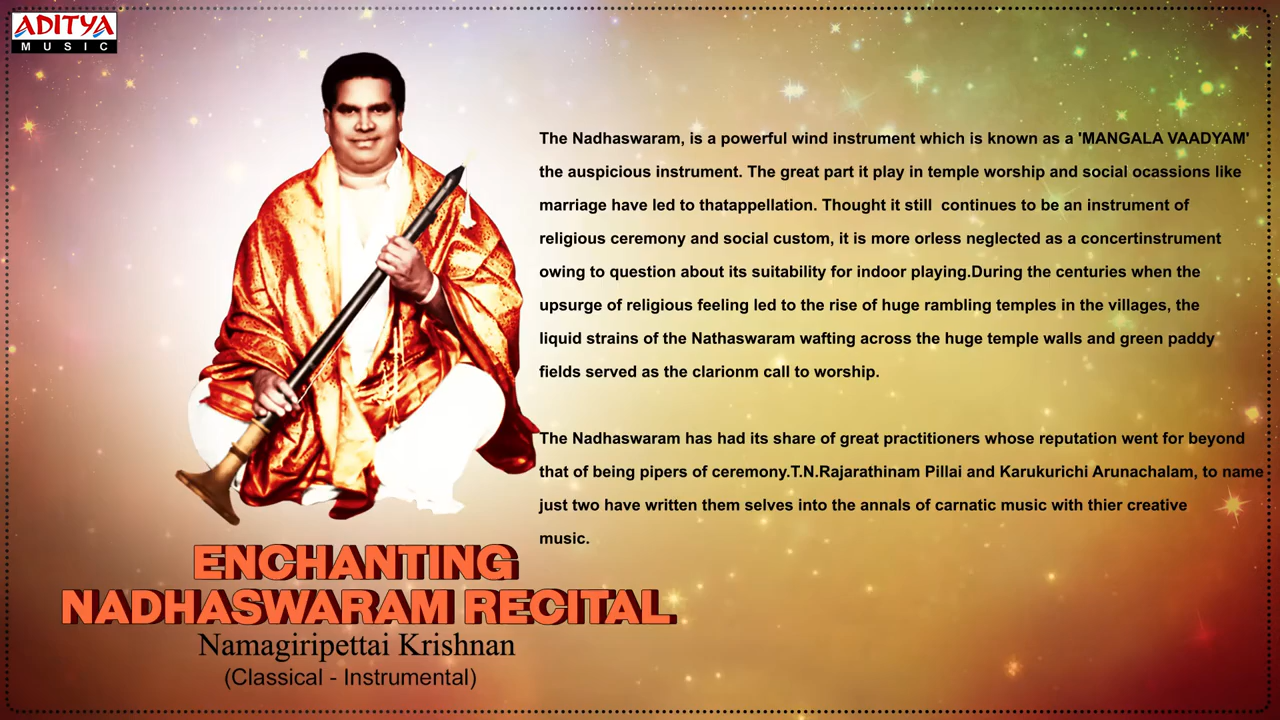 ADITYA
MUSIC
The Nadhaswaram, is a powerful wind instrument which is known as a 'MANGALA VAADYAM'
the auspicious instrument. The great part it play in temple worship and social ocassions like
marriage have led to thatappellation. Thought it still  continues to be an instrument of
religious ceremony and social custom, it is more orless neglected as a concertinstrument
owing to question about its suitability for indoor playing.During the centuries when the
upsurge of religious feeling led to the rise of huge rambling temples in the villages, the
liquid strains of the Nathaswaram wafting across the huge temple walls and green paddy
fields served as the clarionm call to worship.
The Nadhaswaram has had its share of great practitioners whose reputation went for beyond
that of being pipers of ceremony.T.N.Rajarathinam Pillai and Karukurichi Arunachalam, to name
just two have written them selves into the annals of carnatic music with thier creative
music.
ENCHANTING
NADHASWARAM RECITAL
Namagiripettai Krishnan
(Classical - Instrumental)